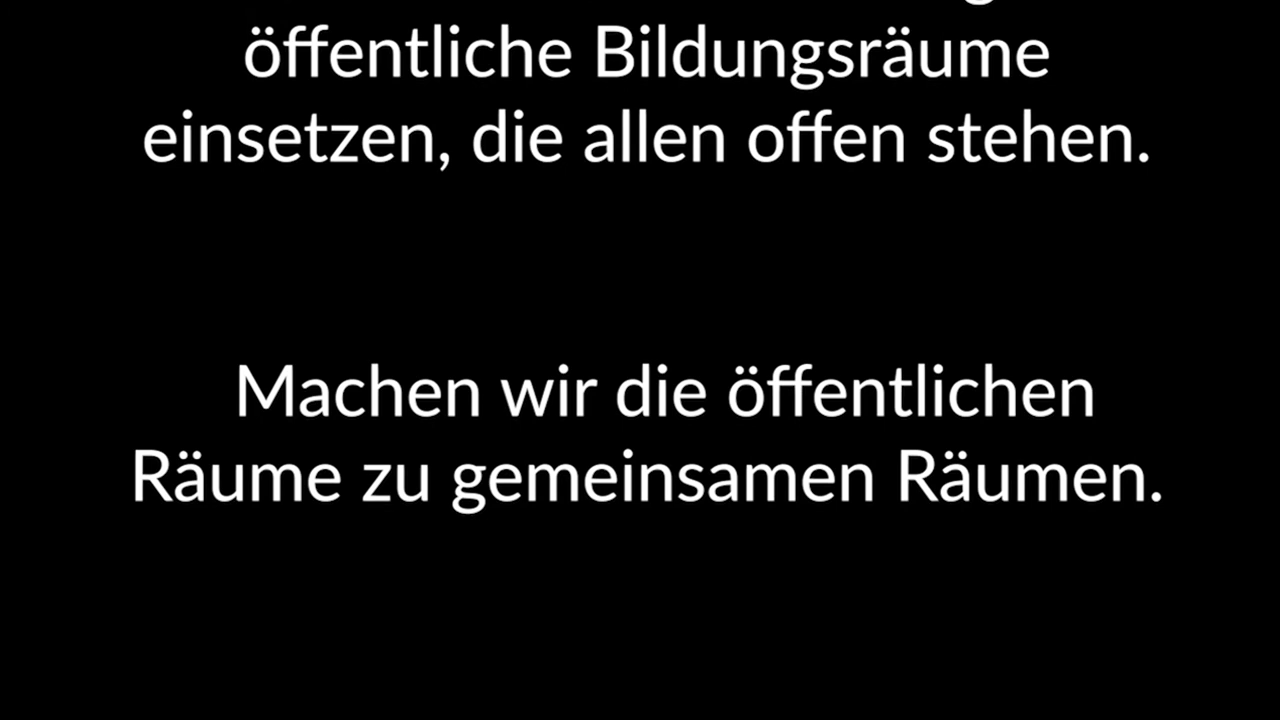 öffentliche Bildungsräume
einsetzen, die allen offen stehen.
Machen wir die öffentlichen
Räume zu gemeinsamen Räumen.